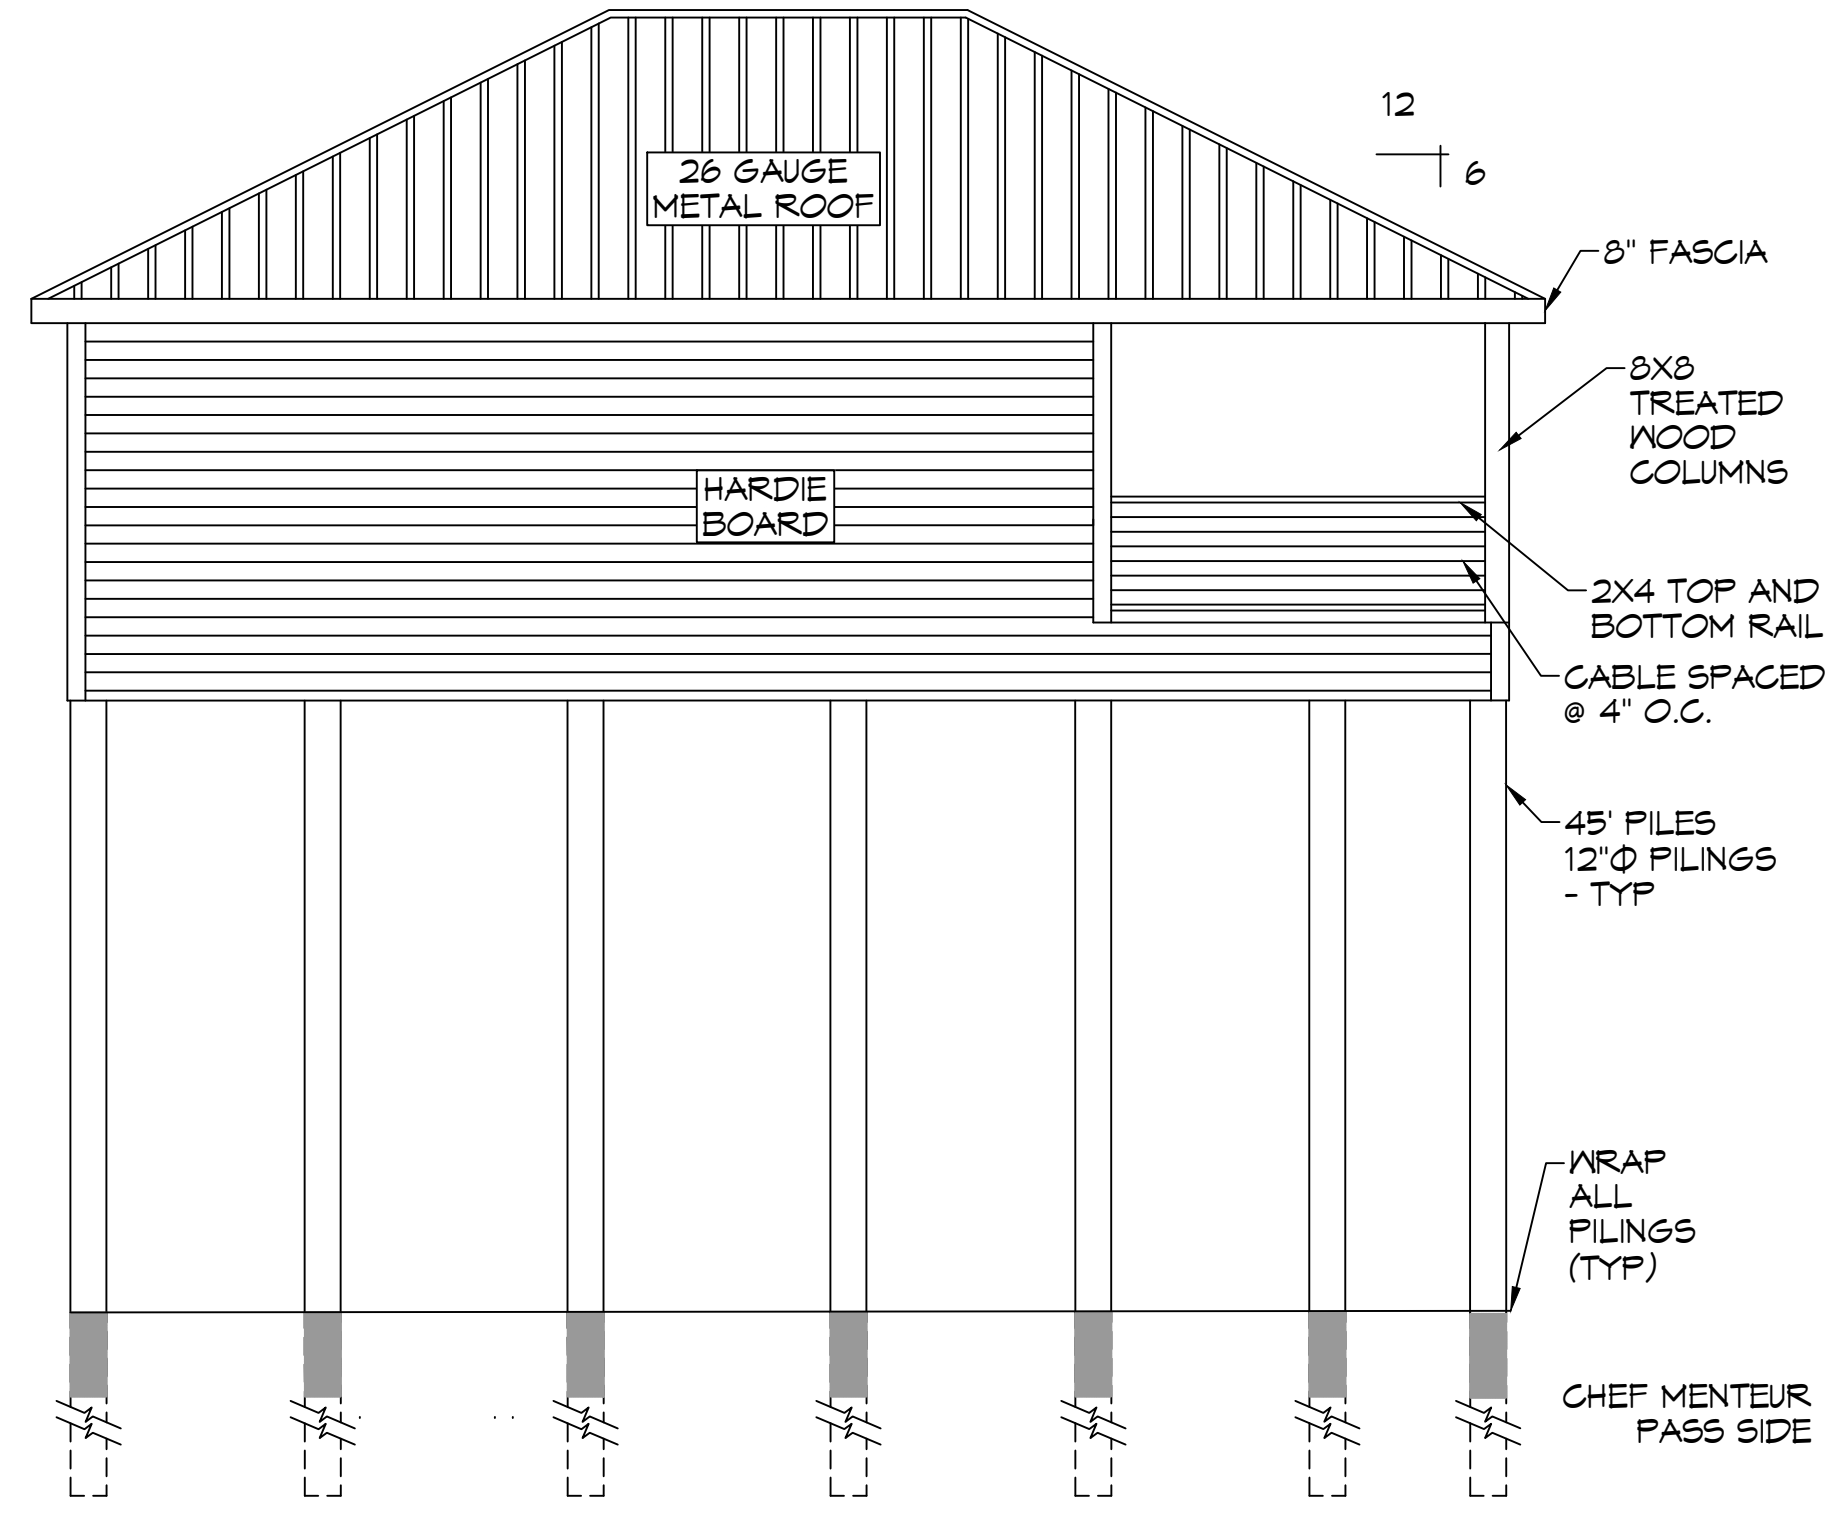 12
6
26 GAUGE
METAL ROOF
8" FASCIA
8X8
TREATED
WOOD
COLUMNS
HARDIE
BOARD
2X4 TOP AND
BOTTOM RAIL
CABLE SPACED
@ 4" O.C.
45' PILES
12"Φ PILINGS
- TYP
WRAP
ALL
PILINGS
(TYP)
CHEF MENTEUR
PASS SIDE